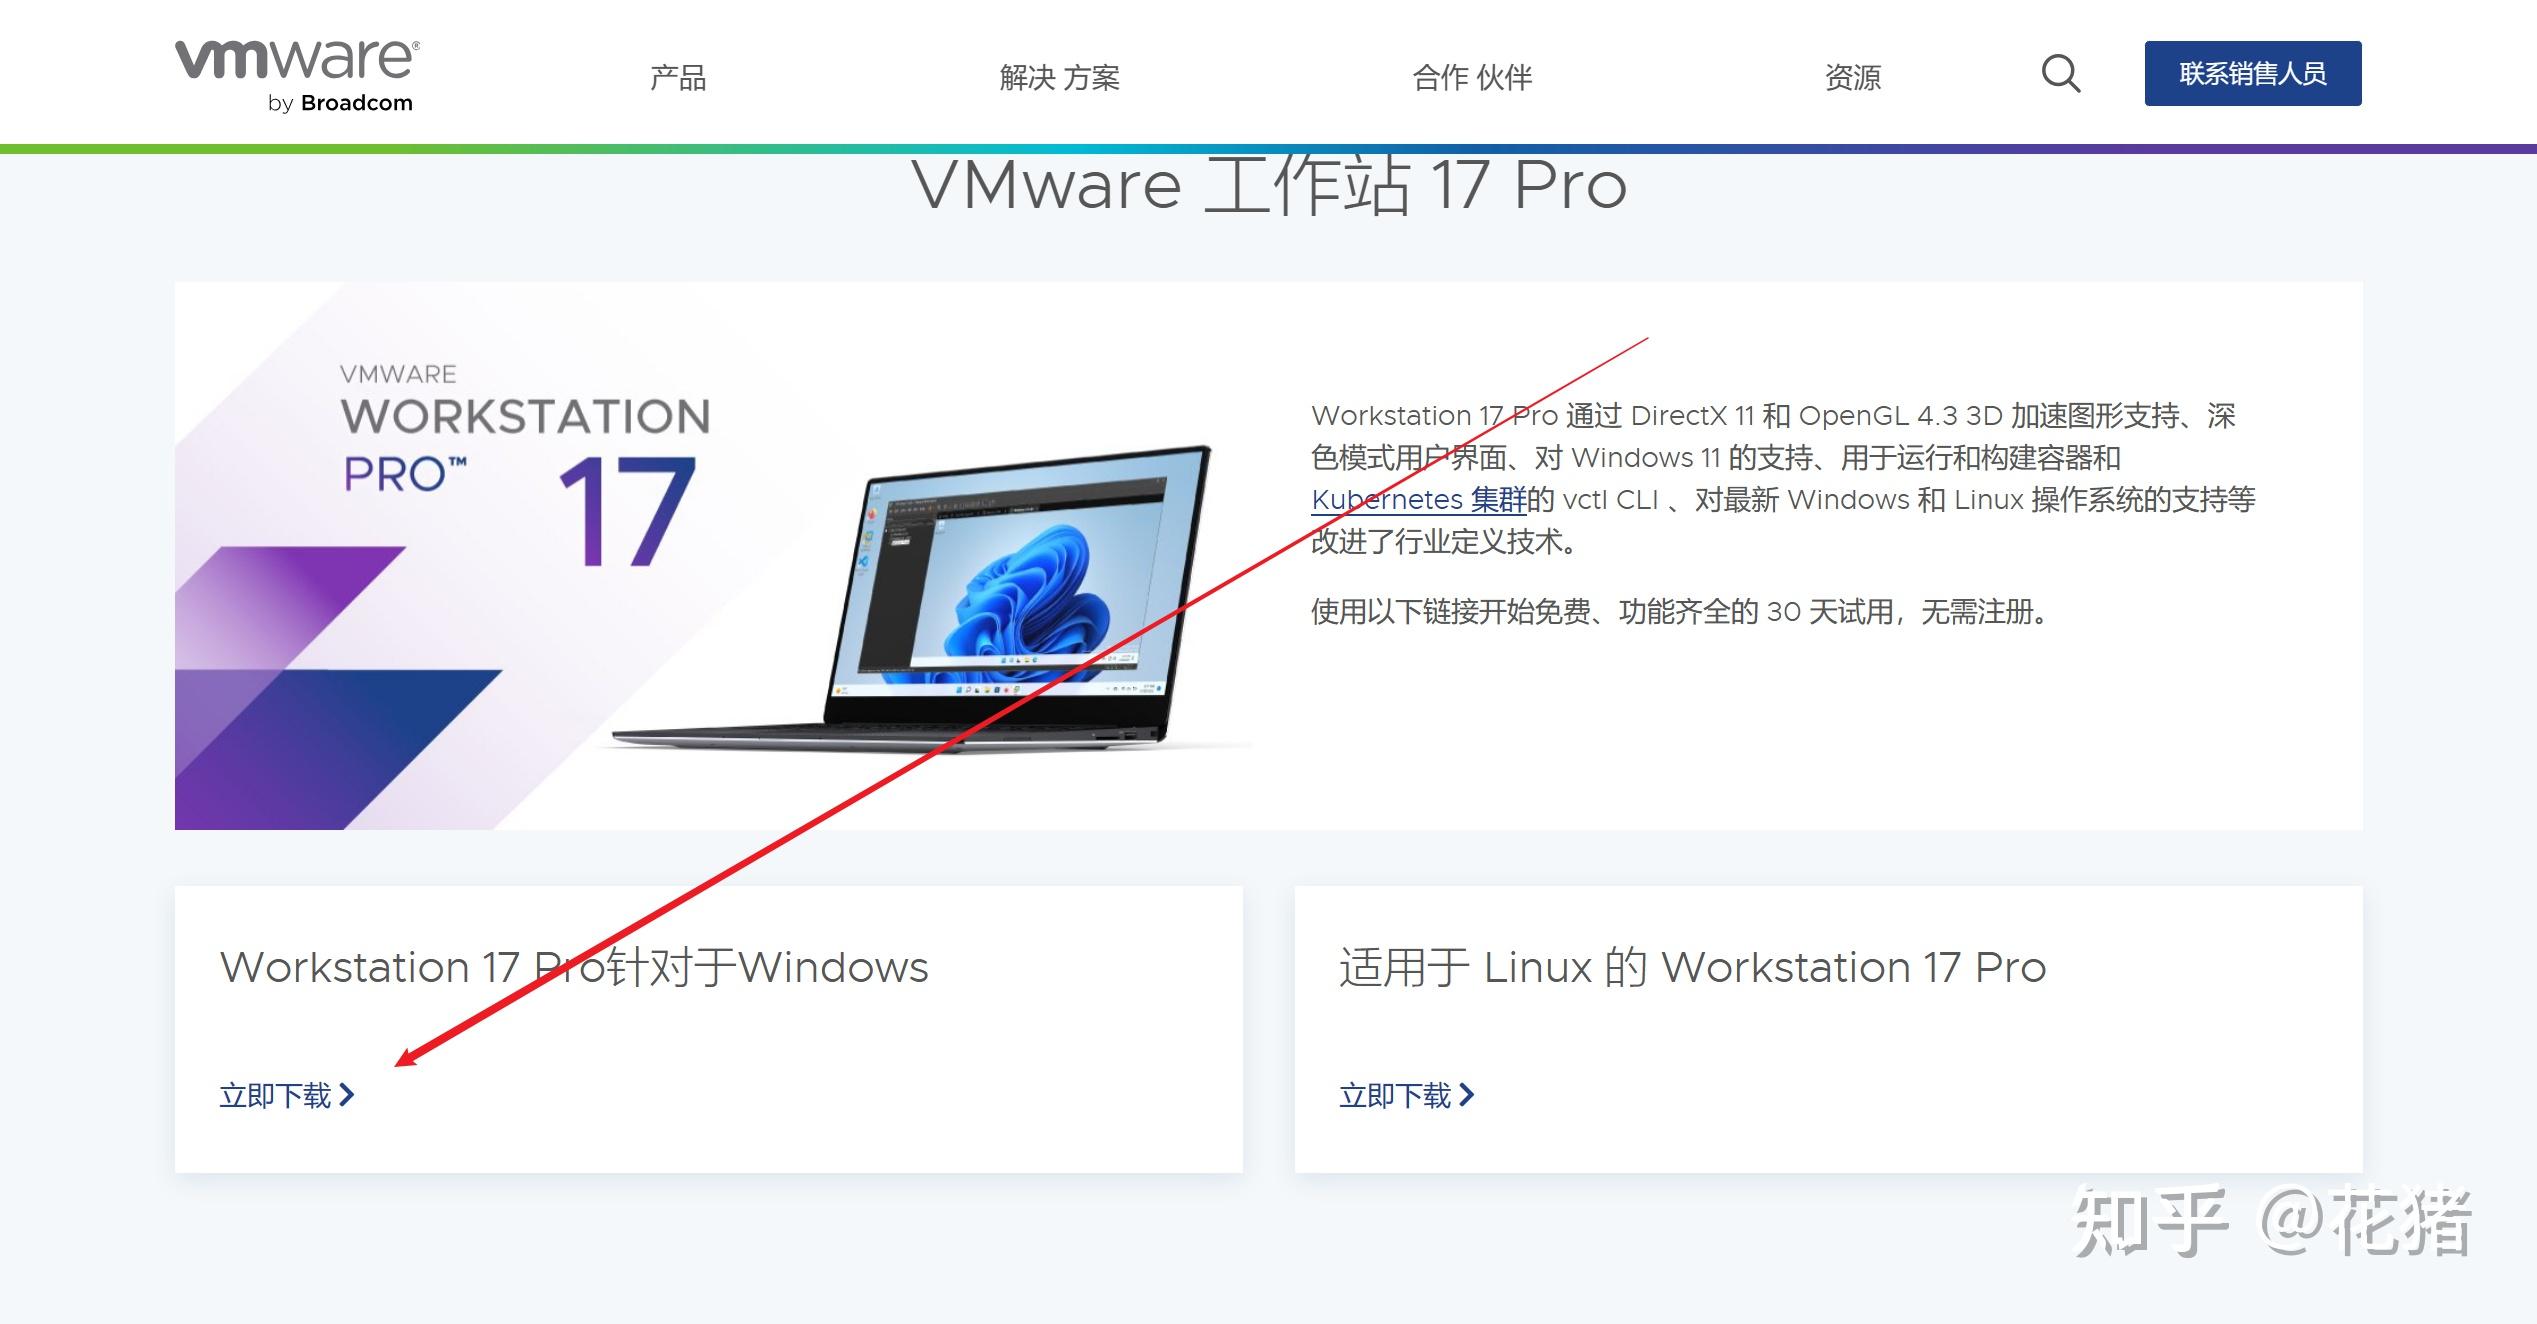 vmware®
by Broadcom
产品
解决 方案
合作 伙伴
资源
联系销售人员
VMware 工作站 17 Pro
VMWARE
WORKSTATION
PRO™ 17
Workstation 17 Pro 通过 DirectX 11 和 OpenGL 4.3 3D 加速图形支持、深
色模式用户界面、对 Windows 11 的支持、用于运行和构建容器和
Kubernetes 集群的 vctl CLI 、对最新 Windows 和 Linux 操作系统的支持等
改进了行业定义技术。
使用以下链接开始免费、功能齐全的 30 天试用，无需注册。
Workstation 17 Pro针对于Windows
立即下载
适用于 Linux 的 Workstation 17 Pro
立即下载
知乎 @花猪